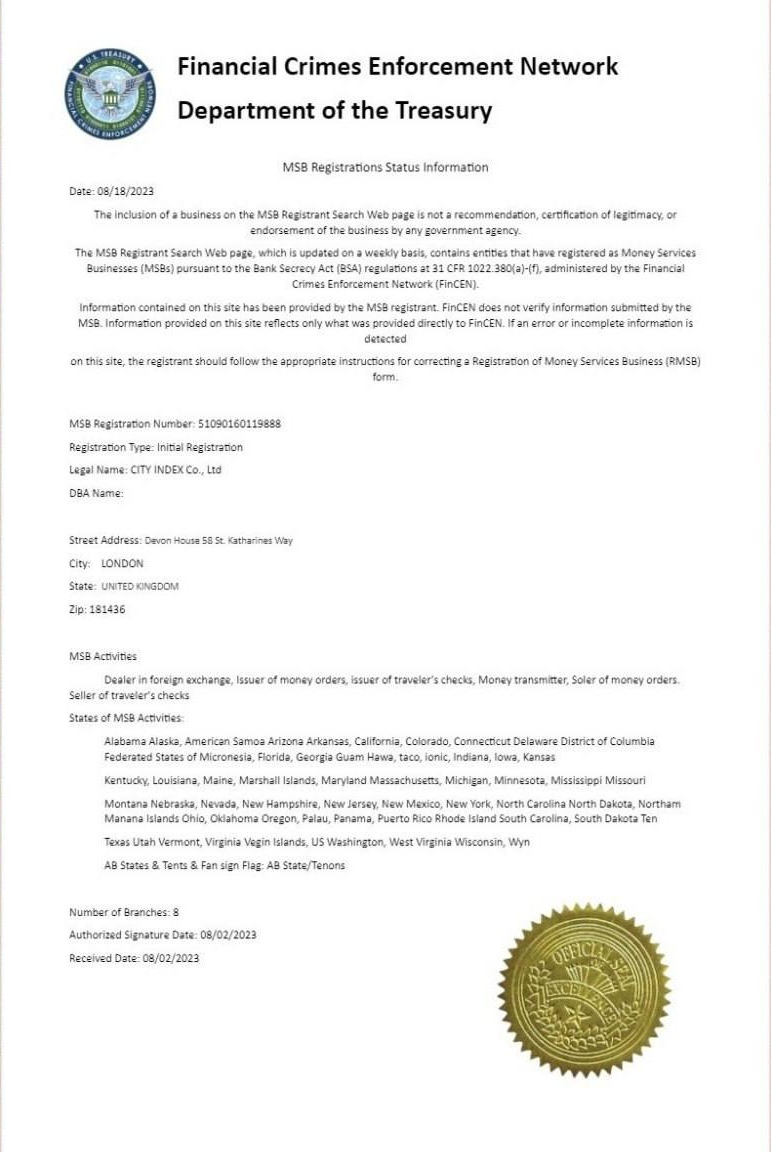 U.S. TREASURY
FINANCIAL CRIMES ENFORCEMENT NETWORK
Financial Crimes Enforcement Network
Department of the Treasury
MSB Registrations Status Information
Date: 08/18/2023
The inclusion of a business on the MSB Registrant Search Web page is not a recommendation, certification of legitimacy, or
endorsement of the business by any government agency.
The MSB Registrant Search Web page, which is updated on a weekly basis, contains entities that have registered as Money Services
Businesses (MSBs) pursuant to the Bank Secrecy Act (BSA) regulations at 31 CFR 1022.380(a)-(f), administered by the Financial
Crimes Enforcement Network (FinCEN).
Information contained on this site has been provided by the MSB registrant. FinCEN does not verify information submitted by the
MSB. Information provided on this site reflects only what was provided directly to FinCEN. If an error or incomplete information is
detected
on this site, the registrant should follow the appropriate instructions for correcting a Registration of Money Services Business (RMSB)
form.
MSB Registration Number: 51090160119888
Registration Type: Initial Registration
Legal Name: CITY INDEX Co., Ltd
DBA Name:
Street Address: Devon House 58 St. Katharines Way
City: LONDON
State: UNITED KINGDOM
Zip: 181436
MSB Activities
Dealer in foreign exchange, Issuer of money orders, issuer of traveler's checks, Money transmitter, Soler of money orders.
Seller of traveler's checks
States of MSB Activities:
Alabama Alaska, American Samoa Arizona Arkansas, California, Colorado, Connecticut Delaware District of Columbia
Federated States of Micronesia, Florida, Georgia Guam Hawa, taco, ionic, Indiana, Iowa, Kansas
Kentucky, Louisiana, Maine, Marshall Islands, Maryland Massachusetts, Michigan, Minnesota, Mississippi Missouri
Montana Nebraska, Nevada, New Hampshire, New Jersey, New Mexico, New York, North Carolina North Dakota, Northam
Manana Islands Ohio, Oklahoma Oregon, Palau, Panama, Puerto Rico Rhode Island South Carolina, South Dakota Ten
Texas Utah Vermont, Virginia Vegin Islands, US Washington, West Virginia Wisconsin, Wyn
AB States & Tents & Fan sign Flag: AB State/Tenons
Number of Branches: 8
Authorized Signature Date: 08/02/2023
Received Date: 08/02/2023
OFFICIAL SEAL
EXCELLENCE